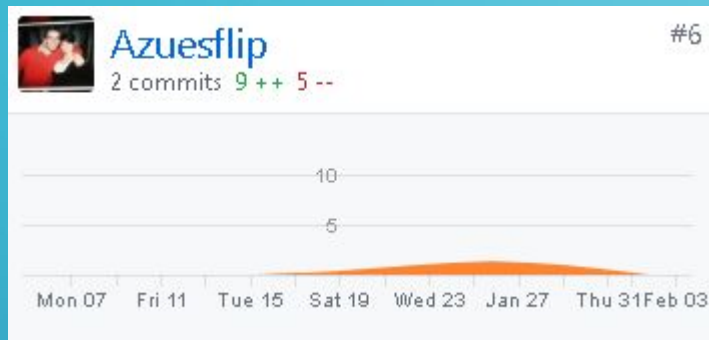 Azuesflip
#6
2 commits 9 ++ 5 --
10
5
Mon 07 Fri 11 Tue 15 Sat 19 Wed 23 Jan 27 Thu 31 Feb 03